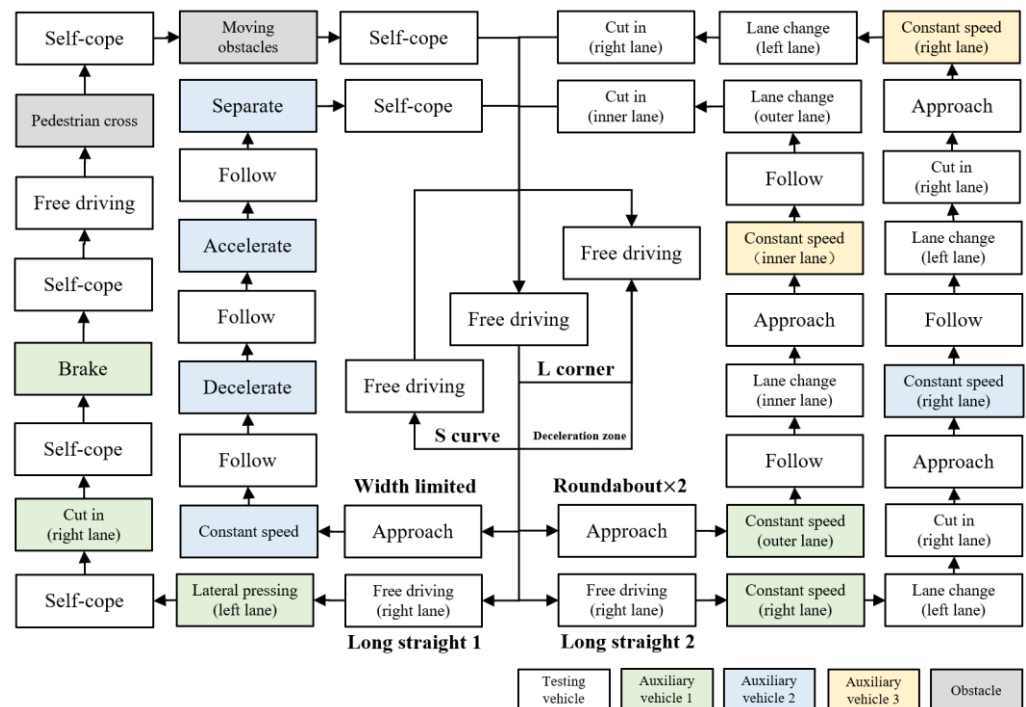 Self-cope
Moving
obstacles
Self-cope
Cut in
(right lane)
Lane change
(left lane)
Constant speed
(right lane)
Pedestrian cross
Separate
Self-cope
Cut in
(inner lane)
Lane change
(outer lane)
Approach
Free driving
Follow
Follow
Cut in
(right lane)
Self-cope
Accelerate
Free driving
Constant speed
(inner lane)
Lane change
(left lane)
Brake
Follow
Free driving
Approach
Follow
L corner
Self-cope
Decelerate
Free driving
Lane change
(inner lane)
Constant speed
(right lane)
S curve
Deceleration zone
Follow
Follow
Approach
Width limited
Roundabout×2
Cut in
(right lane)
Constant speed
Approach
Approach
Constant speed
(outer lane)
Cut in
(right lane)
Self-cope
Lateral pressing
(left lane)
Free driving
(right lane)
Free driving
(right lane)
Constant speed
(right lane)
Lane change
(left lane)
Long straight 1
Long straight 2
Testing
vehicle
Auxiliary
vehicle 1
Auxiliary
vehicle 2
Auxiliary
vehicle 3
Obstacle